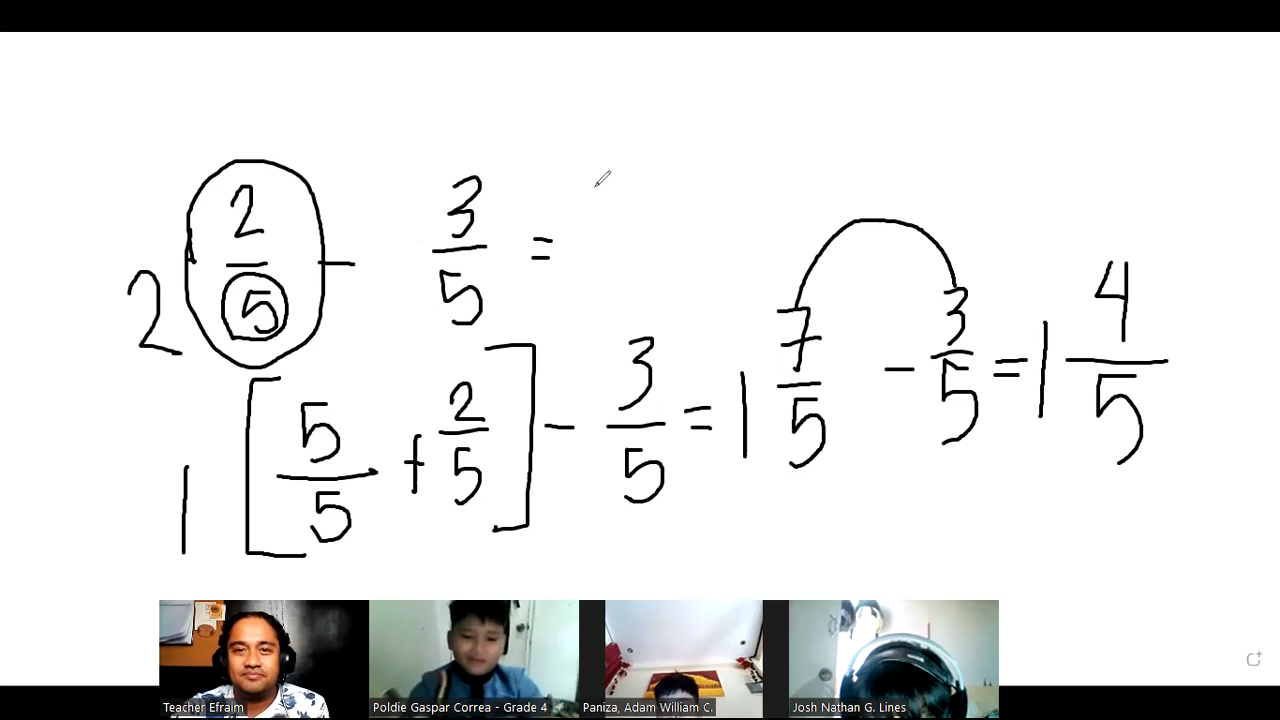 2 2/5 - 3/5 =
1 [5/5 + 2/5] - 3/5 = 1 7/5 - 3/5 = 1 4/5
Teacher Efraim
Poldie Gaspar Correa - Grade 4
Paniza, Adam William C.
Josh Nathan G. Lines